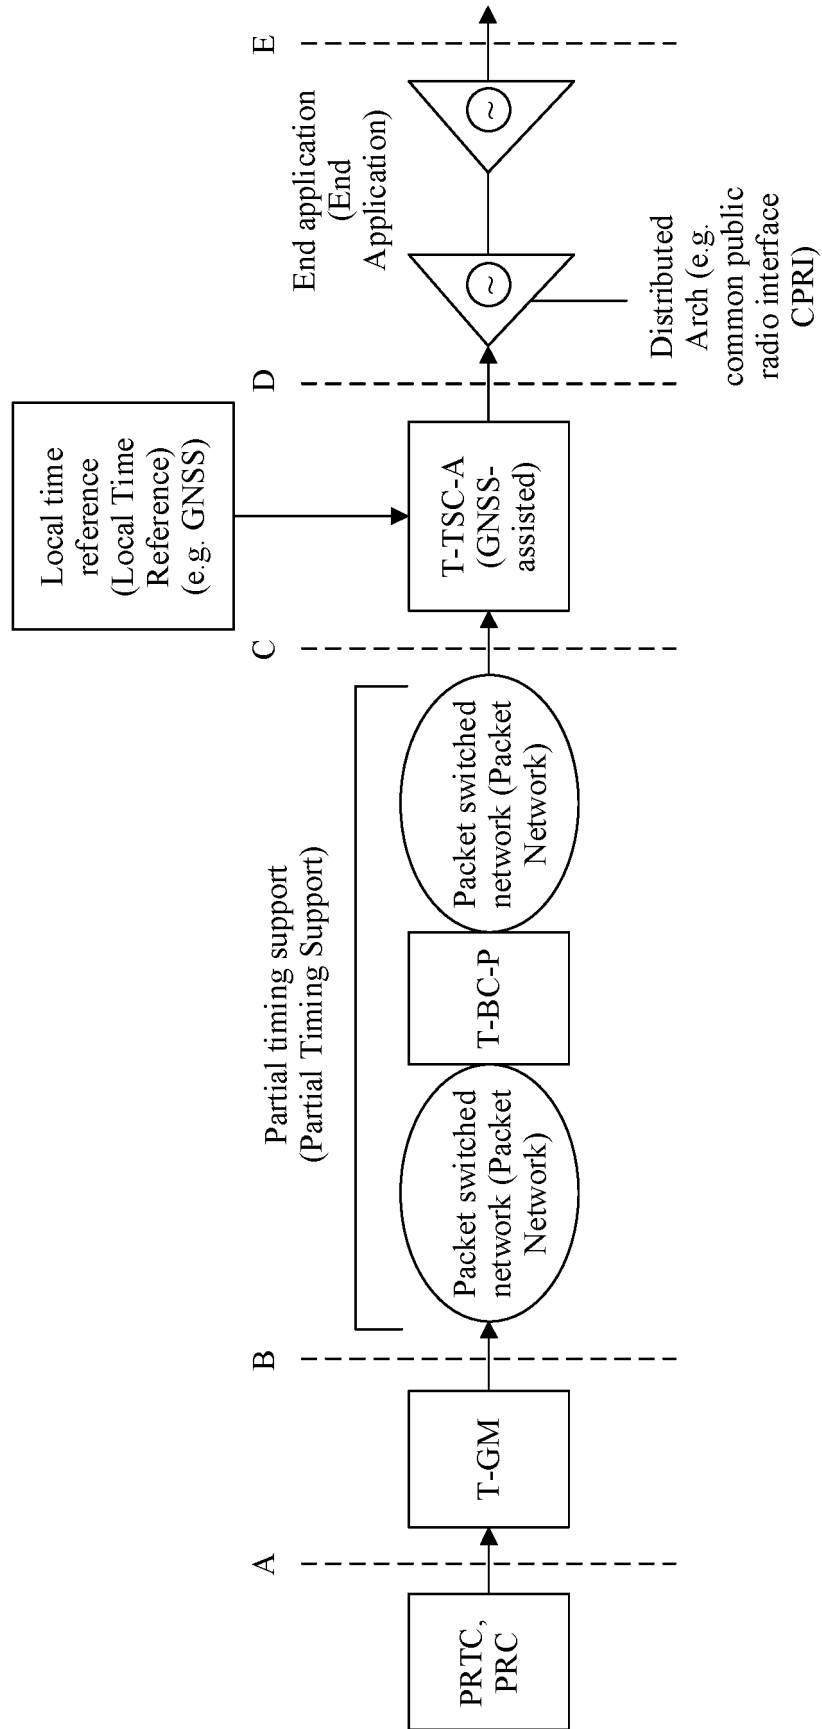 PRTC,
PRC
A
T-GM
B
Partial timing support
(Partial Timing Support)
Packet switched
network (Packet
Network)
T-BC-P
Packet switched
network (Packet
Network)
C
Local time
reference
(Local Time
Reference)
(e.g. GNSS)
T-TSC-A
(GNSS-
assisted)
D
End application
(End
Application)
~
~
Distributed
Arch (e.g.
common public
radio interface
CPRI)
E